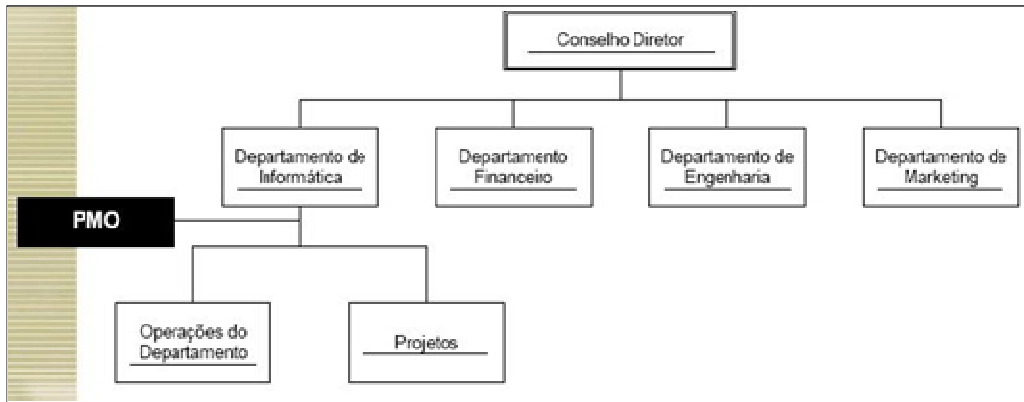 Conselho Diretor
Departamento de
Informática
Departamento
Financeiro
Departamento de
Engenharia
Departamento de
Marketing
PMO
Operações do
Departamento
Projetos